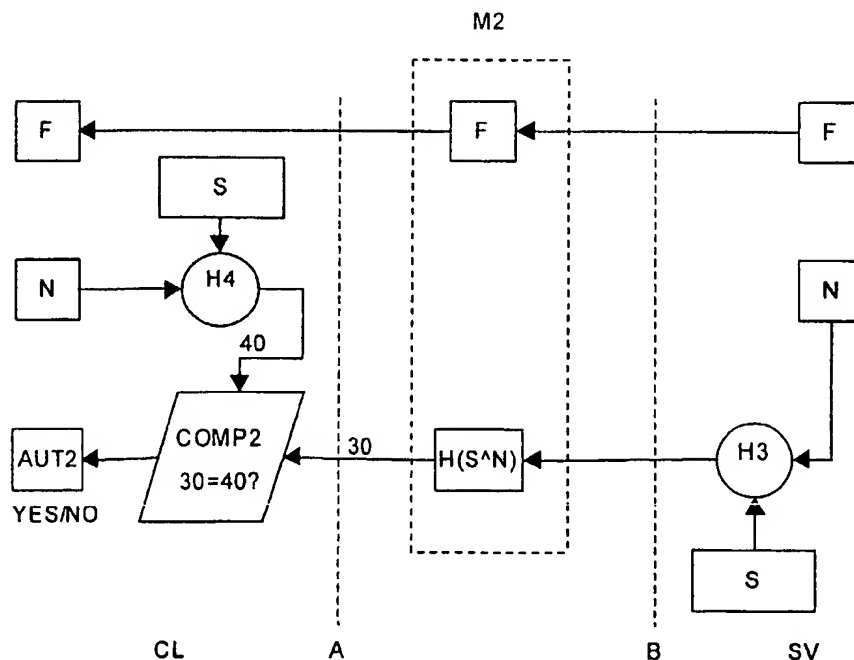 M2
F
F
F
S
N
H4
N
40
COMP2
30=40?
30
H(S^N)
H3
AUT2
YES/NO
S
CL
A
B
SV